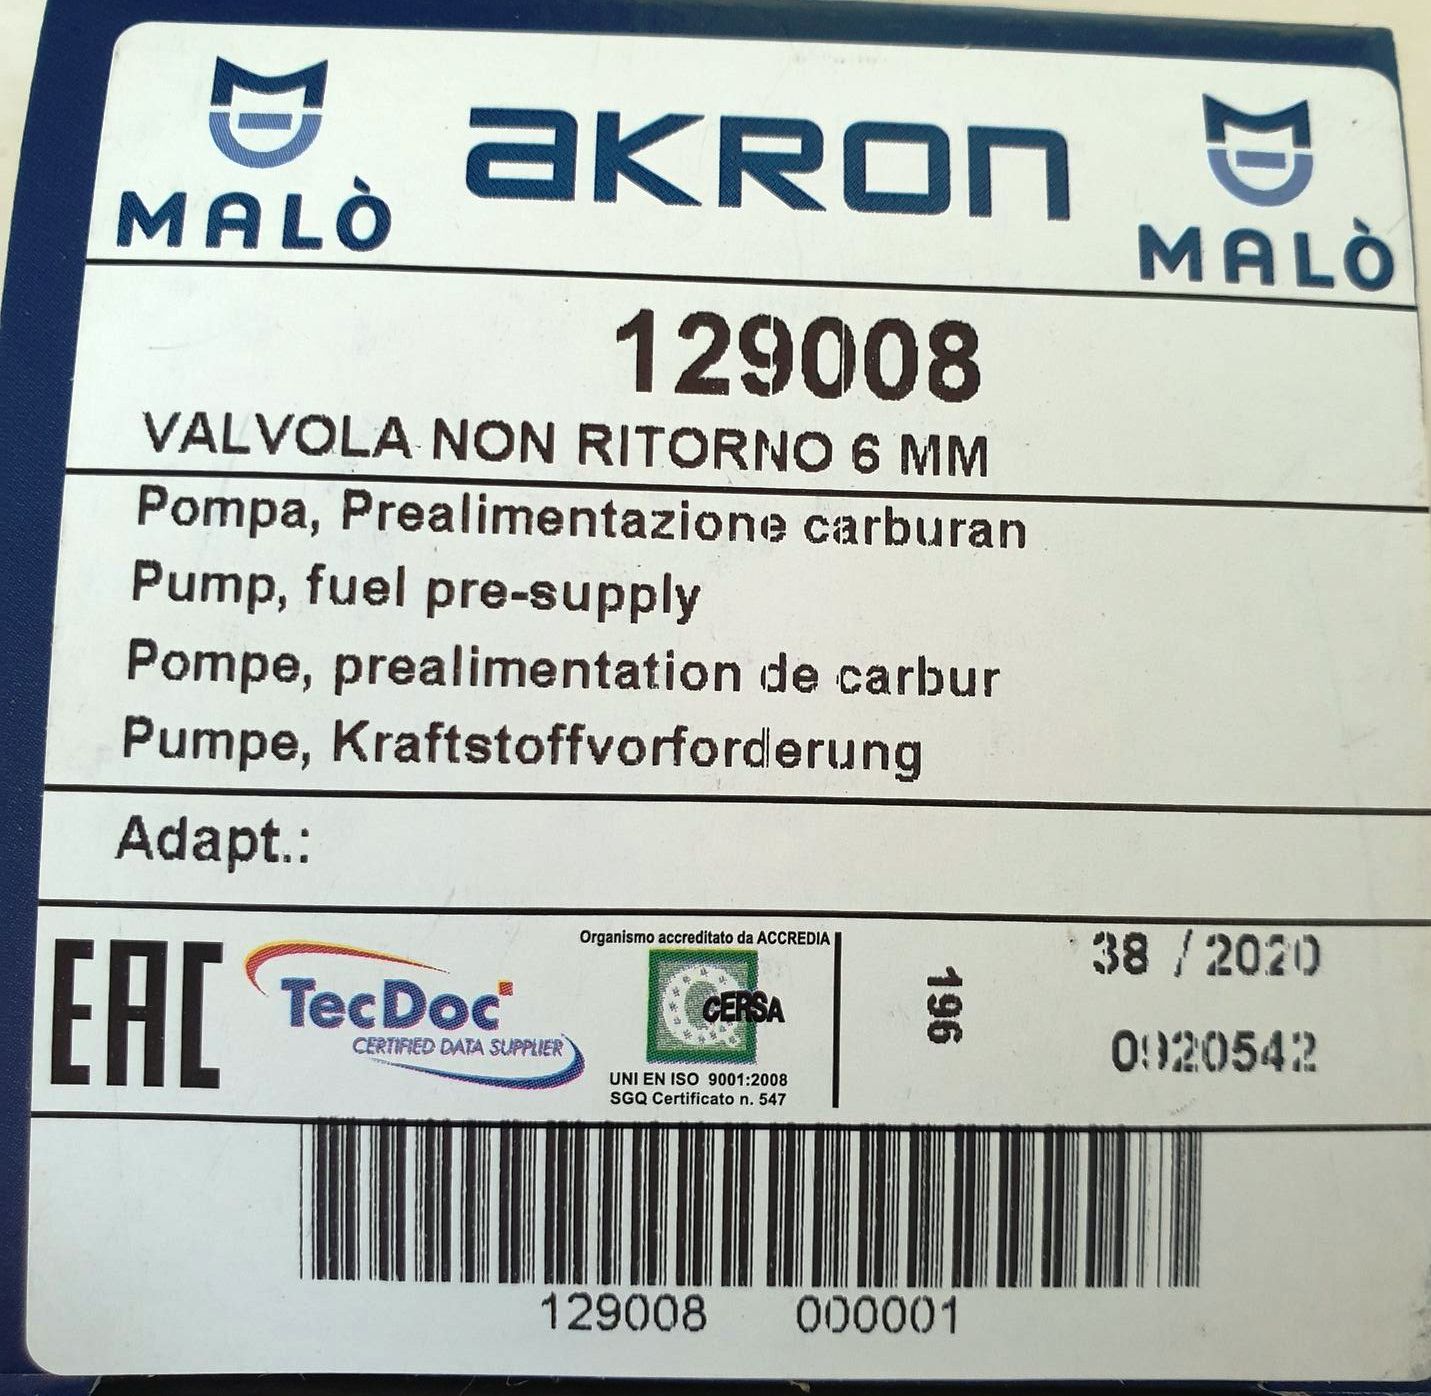 MALÒ akRon MALÒ
129008
VALVOLA NON RITORNO 6 MM
Pompa, Prealimentazione carburan
Pump, fuel pre-supply
Pompe, prealimentation de carbur
Pumpe, Kraftstoffvorforderung
Adapt.:
EAC
TecDoc
CERTIFIED DATA SUPPLIER
Organismo accreditato da ACCREDIA
CERSA
UNI EN ISO 9001:2008
SGQ Certificato n. 547
196
38 / 2020
0920542
129008 000001